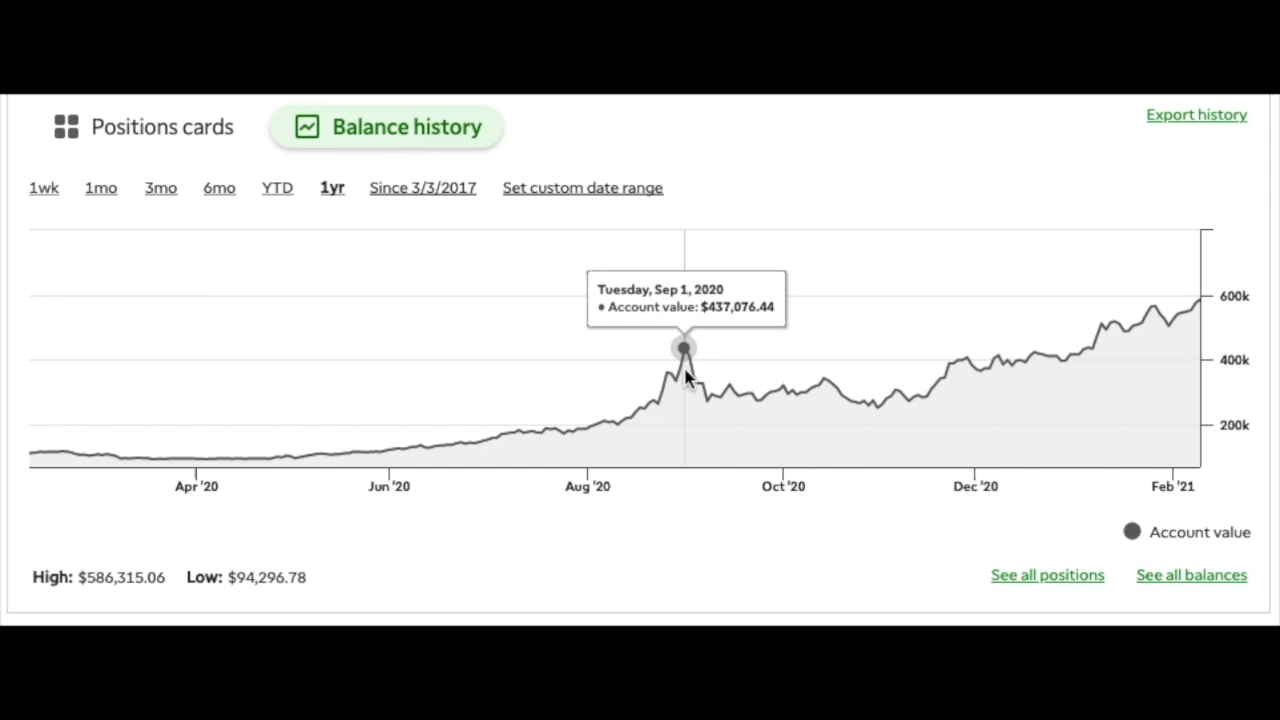 Positions cards
Balance history
Export history
1wk 1mo 3mo 6mo YTD 1yr Since 3/3/2017 Set custom date range
Tuesday, Sep 1, 2020
• Account value: $437,076.44
600k
400k
200k
Apr '20 Jun '20 Aug '20 Oct '20 Dec '20 Feb '21
Account value
High: $586,315.06 Low: $94,296.78
See all positions See all balances